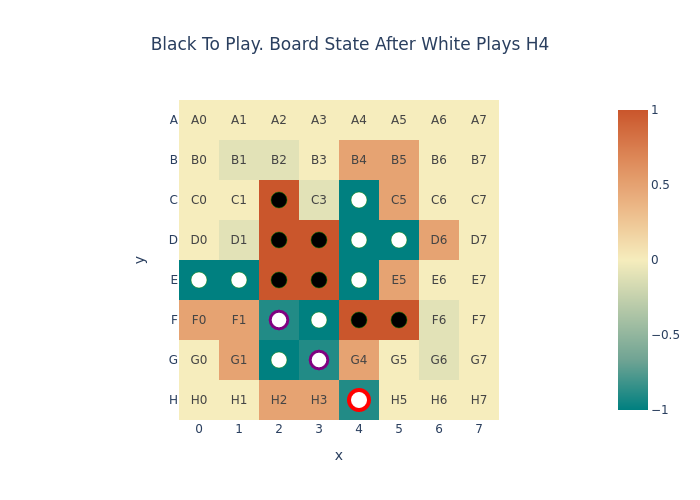 Black To Play. Board State After White Plays H4
A A0 A1 A2 A3 A4 A5 A6 A7
B B0 B1 B2 B3 B4 B5 B6 B7
C C0 C1 C3 C5 C6 C7
D D0 D1 D6 D7
E E5 E6 E7
F F0 F1 F6 F7
G G0 G1 G4 G5 G6 G7
H H0 H1 H2 H3 H5 H6 H7
0 1 2 3 4 5 6 7
x
y
1
0.5
0
−0.5
−1